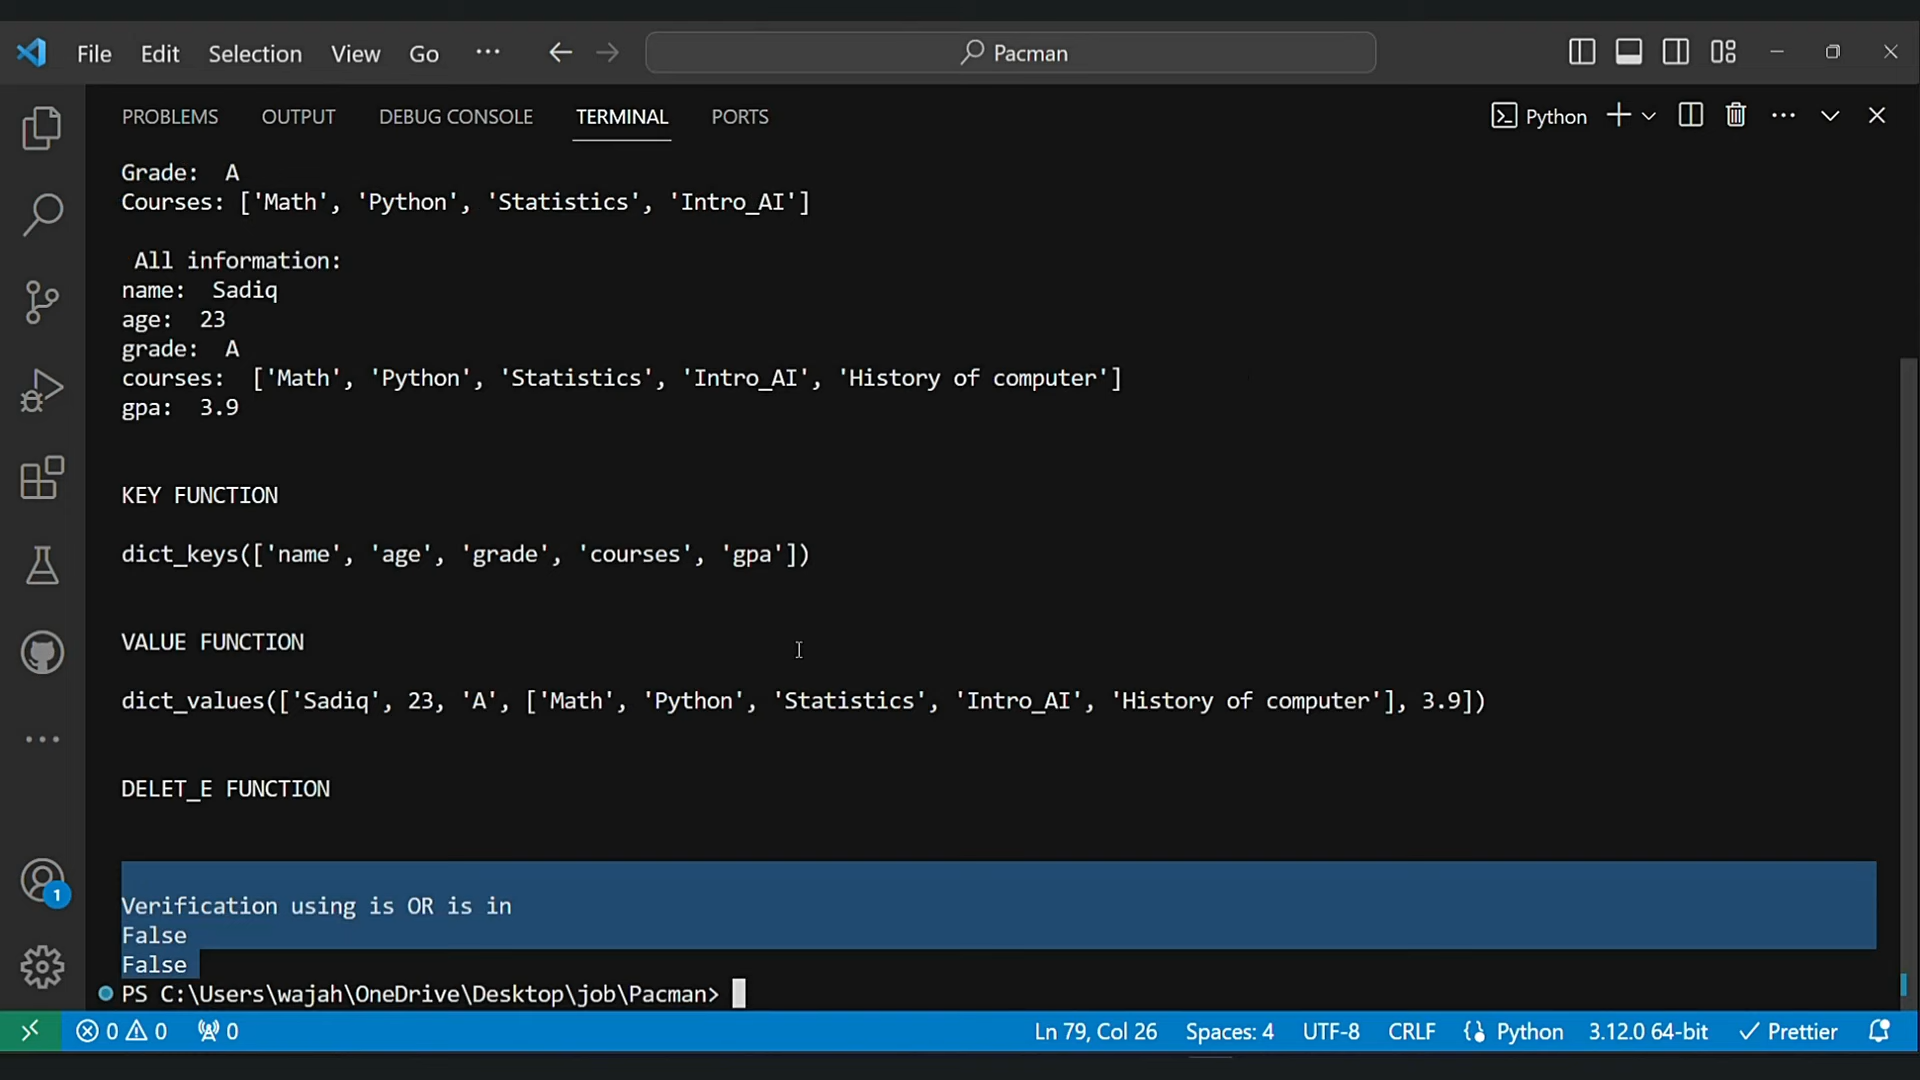 File Edit Selection View Go ··· Pacman
PROBLEMS OUTPUT DEBUG CONSOLE TERMINAL PORTS Python
Grade:  A
Courses: ['Math', 'Python', 'Statistics', 'Intro_AI']
All information:
name:  Sadiq
age:  23
grade:  A
courses:  ['Math', 'Python', 'Statistics', 'Intro_AI', 'History of computer']
gpa:  3.9
KEY FUNCTION
dict_keys(['name', 'age', 'grade', 'courses', 'gpa'])
VALUE FUNCTION
dict_values(['Sadiq', 23, 'A', ['Math', 'Python', 'Statistics', 'Intro_AI', 'History of computer'], 3.9])
DELET_E FUNCTION
Verification using is OR is in
False
False
1
PS C:\Users\wajah\OneDrive\Desktop\job\Pacman>
0 0 0 Ln 79, Col 26 Spaces: 4 UTF-8 CRLF Python 3.12.0 64-bit Prettier